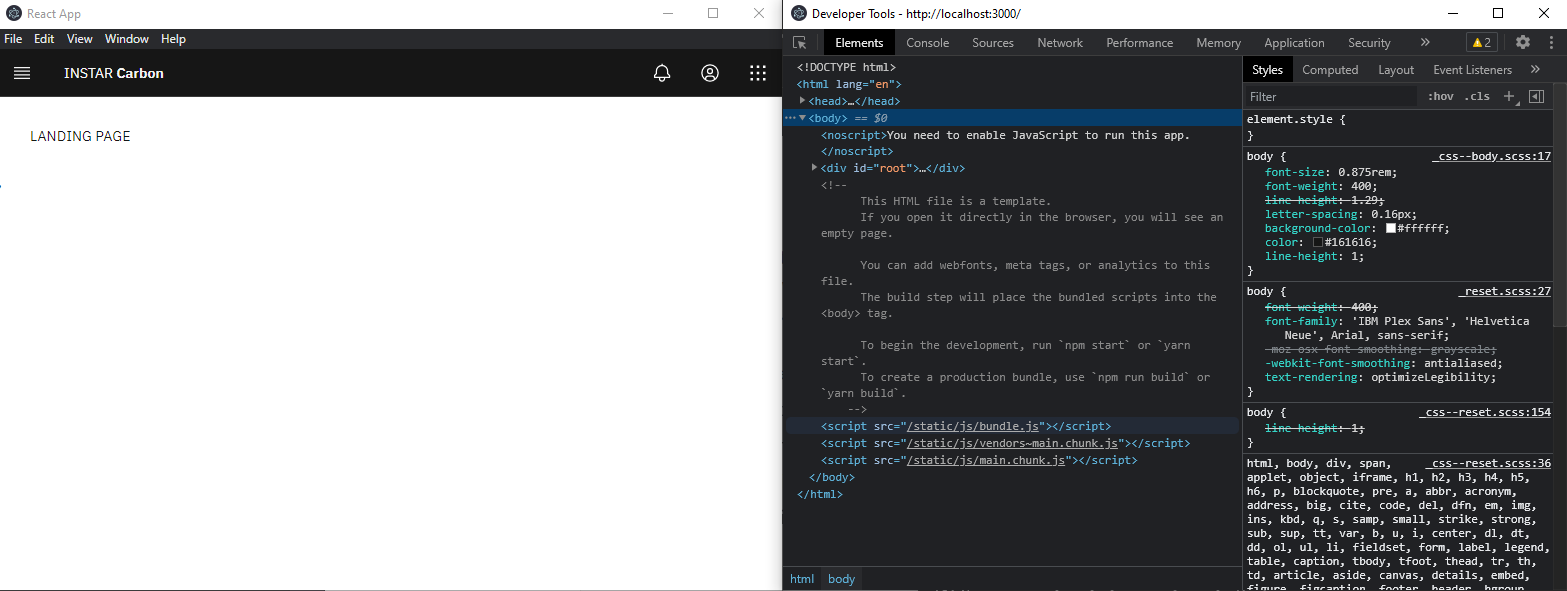 React App
File Edit View Window Help
INSTAR Carbon
LANDING PAGE
Developer Tools - http://localhost:3000/
Elements Console Sources Network Performance Memory Application Security » 2
<!DOCTYPE html>
<html lang="en">
<head>…</head>
<body> == $0
<noscript>You need to enable JavaScript to run this app.
</noscript>
<div id="root">…</div>
<!--
This HTML file is a template.
If you open it directly in the browser, you will see an
empty page.
You can add webfonts, meta tags, or analytics to this
file.
The build step will place the bundled scripts into the
<body> tag.
To begin the development, run `npm start` or `yarn
start`.
To create a production bundle, use `npm run build` or
`yarn build`.
-->
<script src="/static/js/bundle.js"></script>
<script src="/static/js/vendors~main.chunk.js"></script>
<script src="/static/js/main.chunk.js"></script>
</body>
</html>
html body
Styles Computed Layout Event Listeners »
Filter :hov .cls +
element.style {
}
body { _css--body.scss:17
font-size: 0.875rem;
font-weight: 400;
line-height: 1.29;
letter-spacing: 0.16px;
background-color: #ffffff;
color: #161616;
line-height: 1;
}
body { _reset.scss:27
font-weight: 400;
font-family: 'IBM Plex Sans', 'Helvetica
Neue', Arial, sans-serif;
-moz-osx-font-smoothing: grayscale;
-webkit-font-smoothing: antialiased;
text-rendering: optimizeLegibility;
}
body { _css--reset.scss:154
line-height: 1;
}
html, body, div, span, _css--reset.scss:36
applet, object, iframe, h1, h2, h3, h4, h5,
h6, p, blockquote, pre, a, abbr, acronym,
address, big, cite, code, del, dfn, em, img,
ins, kbd, q, s, samp, small, strike, strong,
sub, sup, tt, var, b, u, i, center, dl, dt,
dd, ol, ul, li, fieldset, form, label, legend,
table, caption, tbody, tfoot, thead, tr, th,
td, article, aside, canvas, details, embed,
figure, figcaption, footer, header, hgroup,